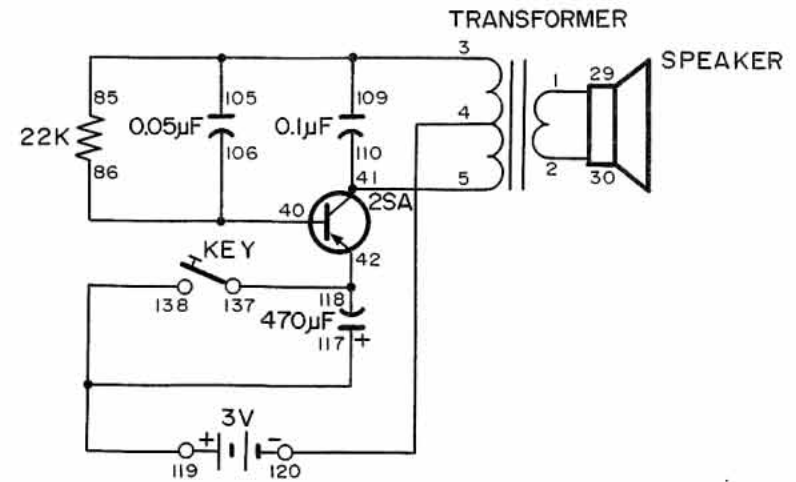 TRANSFORMER
SPEAKER
3
4
5
1
2
29
30
85
22K
86
105
0.05µF
106
109
0.1µF
110
41
2SA
40
42
KEY
138
137
118
470µF
117
+
3V
+
-
119
120